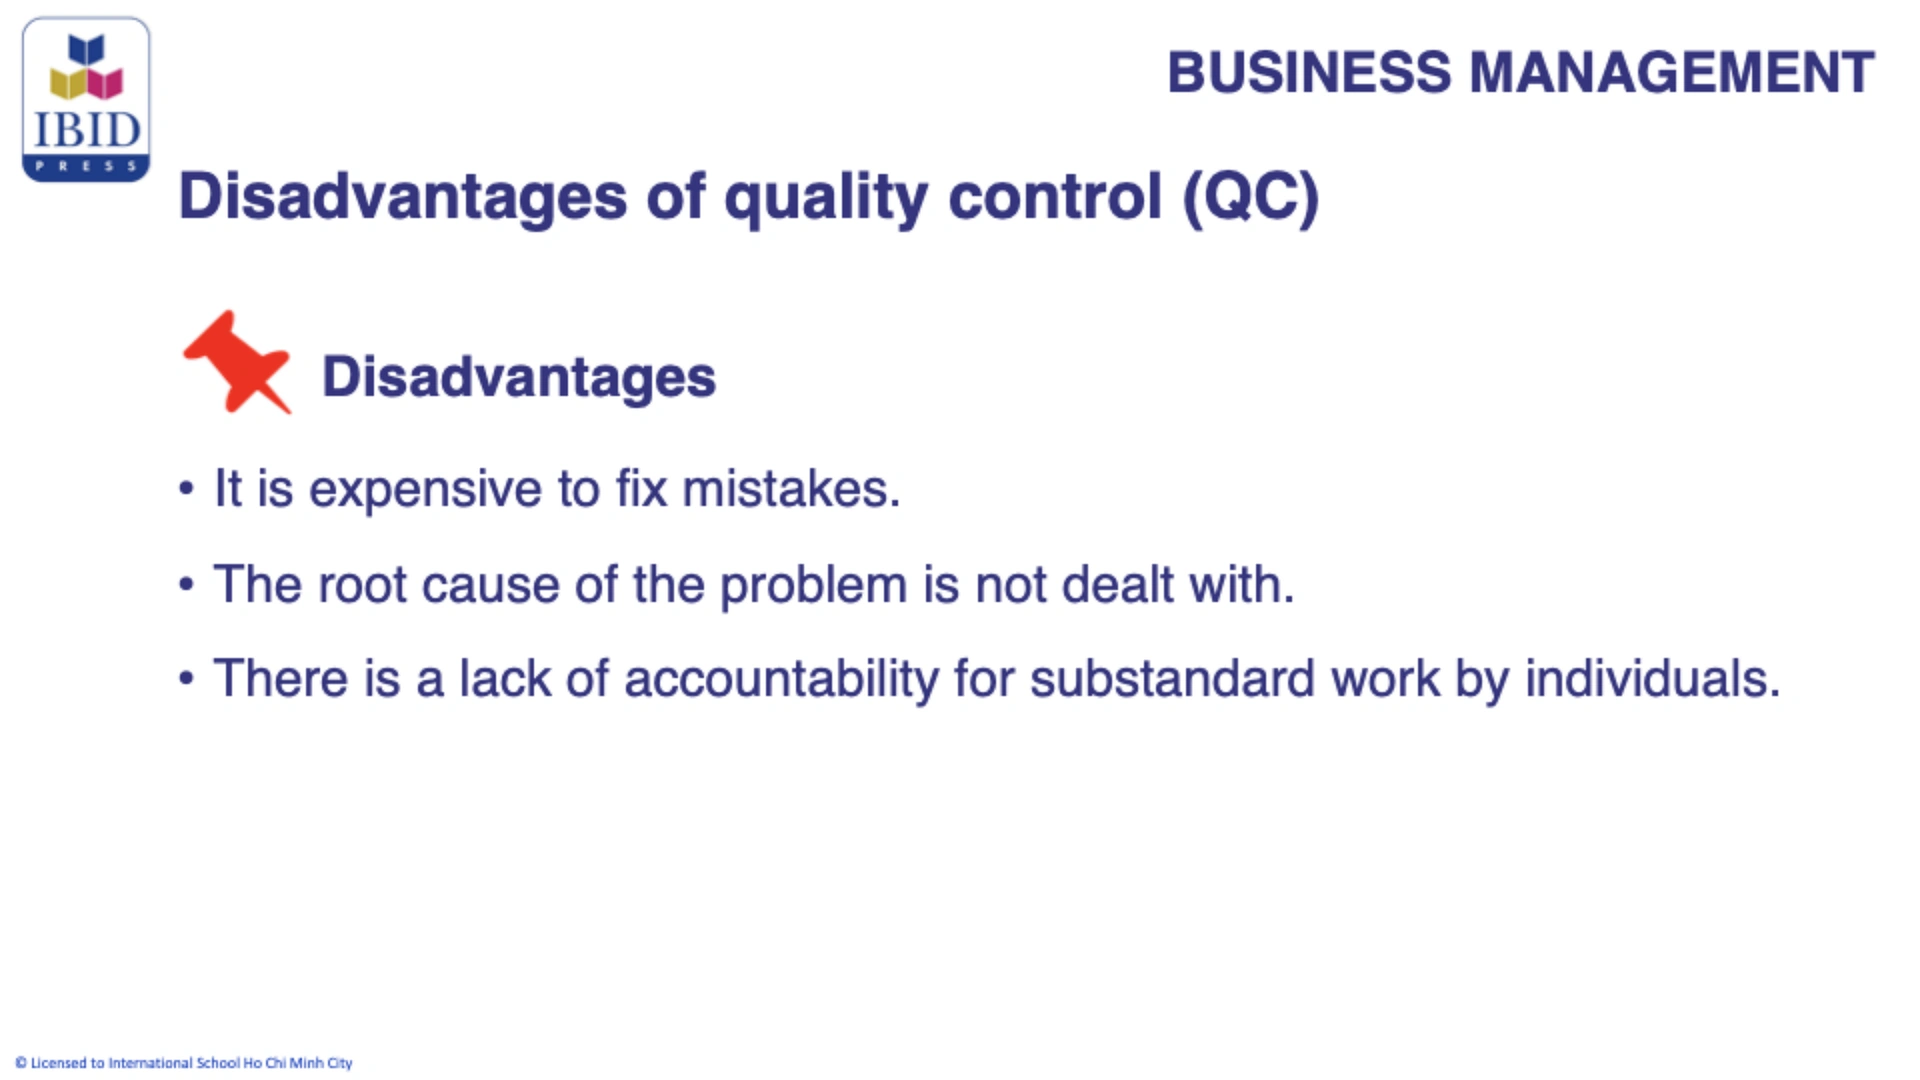 IBID
PRESS
BUSINESS MANAGEMENT
Disadvantages of quality control (QC)
Disadvantages
• It is expensive to fix mistakes.
• The root cause of the problem is not dealt with.
• There is a lack of accountability for substandard work by individuals.
© Licensed to International School Ho Chi Minh City